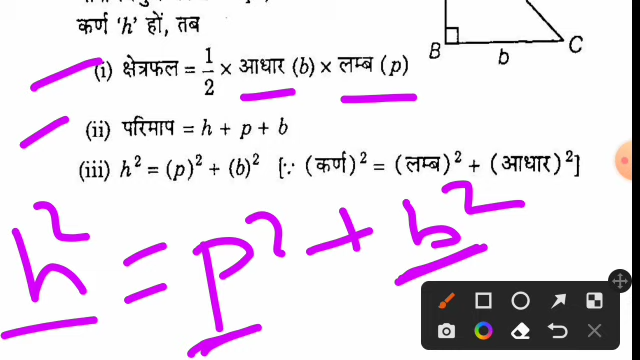 कर्ण 'h' हों, तब
B b C
(i) क्षेत्रफल = 1/2 × आधार (b) × लम्ब (p)
(ii) परिमाप = h + p + b
(iii) h² = (p)² + (b)² [∵ (कर्ण)² = (लम्ब)² + (आधार)²]
h² = p² + b²